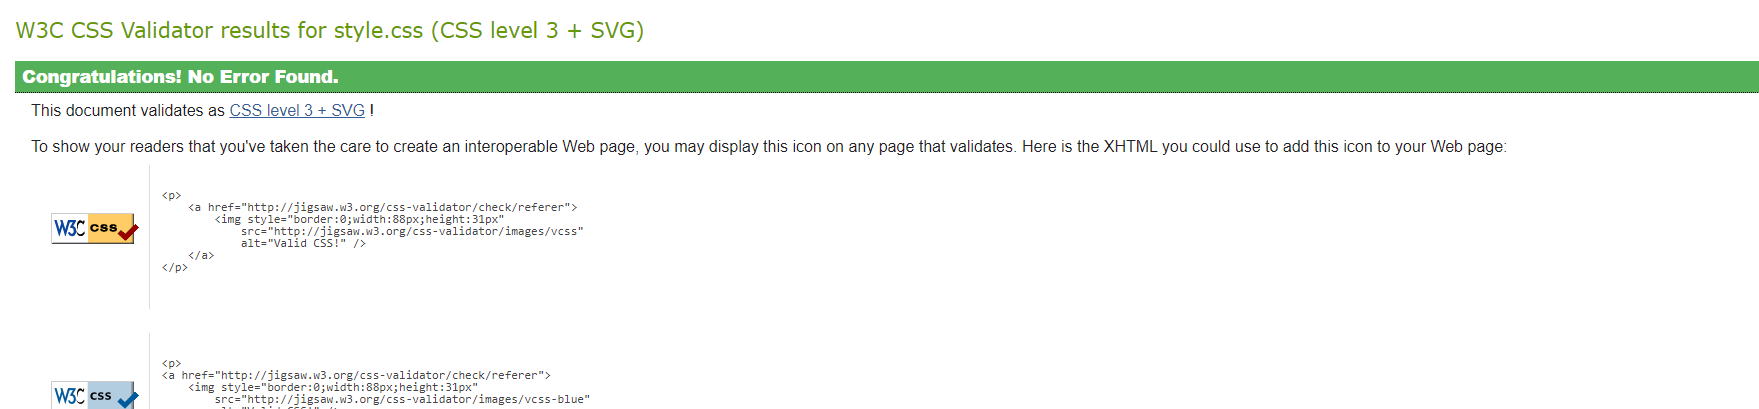 W3C CSS Validator results for style.css (CSS level 3 + SVG)
Congratulations! No Error Found.
This document validates as CSS level 3 + SVG !
To show your readers that you've taken the care to create an interoperable Web page, you may display this icon on any page that validates. Here is the XHTML you could use to add this icon to your Web page:
W3C css
<p>
<a href="http://jigsaw.w3.org/css-validator/check/referer">
<img style="border:0;width:88px;height:31px"
src="http://jigsaw.w3.org/css-validator/images/vcss"
alt="Valid CSS!" />
</a>
</p>
W3C css
<p>
<a href="http://jigsaw.w3.org/css-validator/check/referer">
<img style="border:0;width:88px;height:31px"
src="http://jigsaw.w3.org/css-validator/images/vcss-blue"